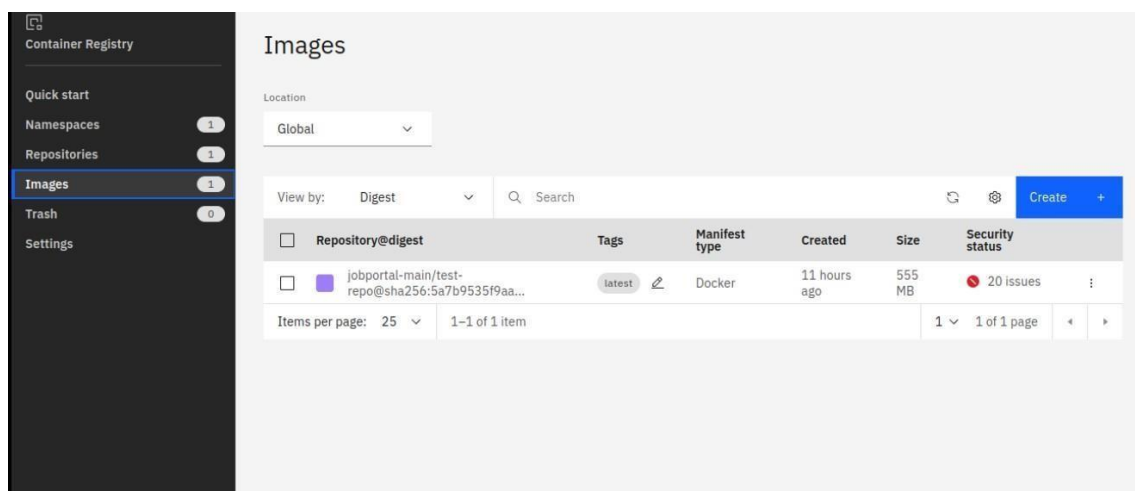 Container Registry
Quick start
Namespaces 1
Repositories 1
Images 1
Trash 0
Settings
Images
Location
Global
View by: Digest Search Create +
Repository@digest Tags Manifest type Created Size Security status
jobportal-main/test-
repo@sha256:5a7b9535f9aa... latest Docker 11 hours ago 555 MB 20 issues
Items per page: 25 1–1 of 1 item 1 1 of 1 page